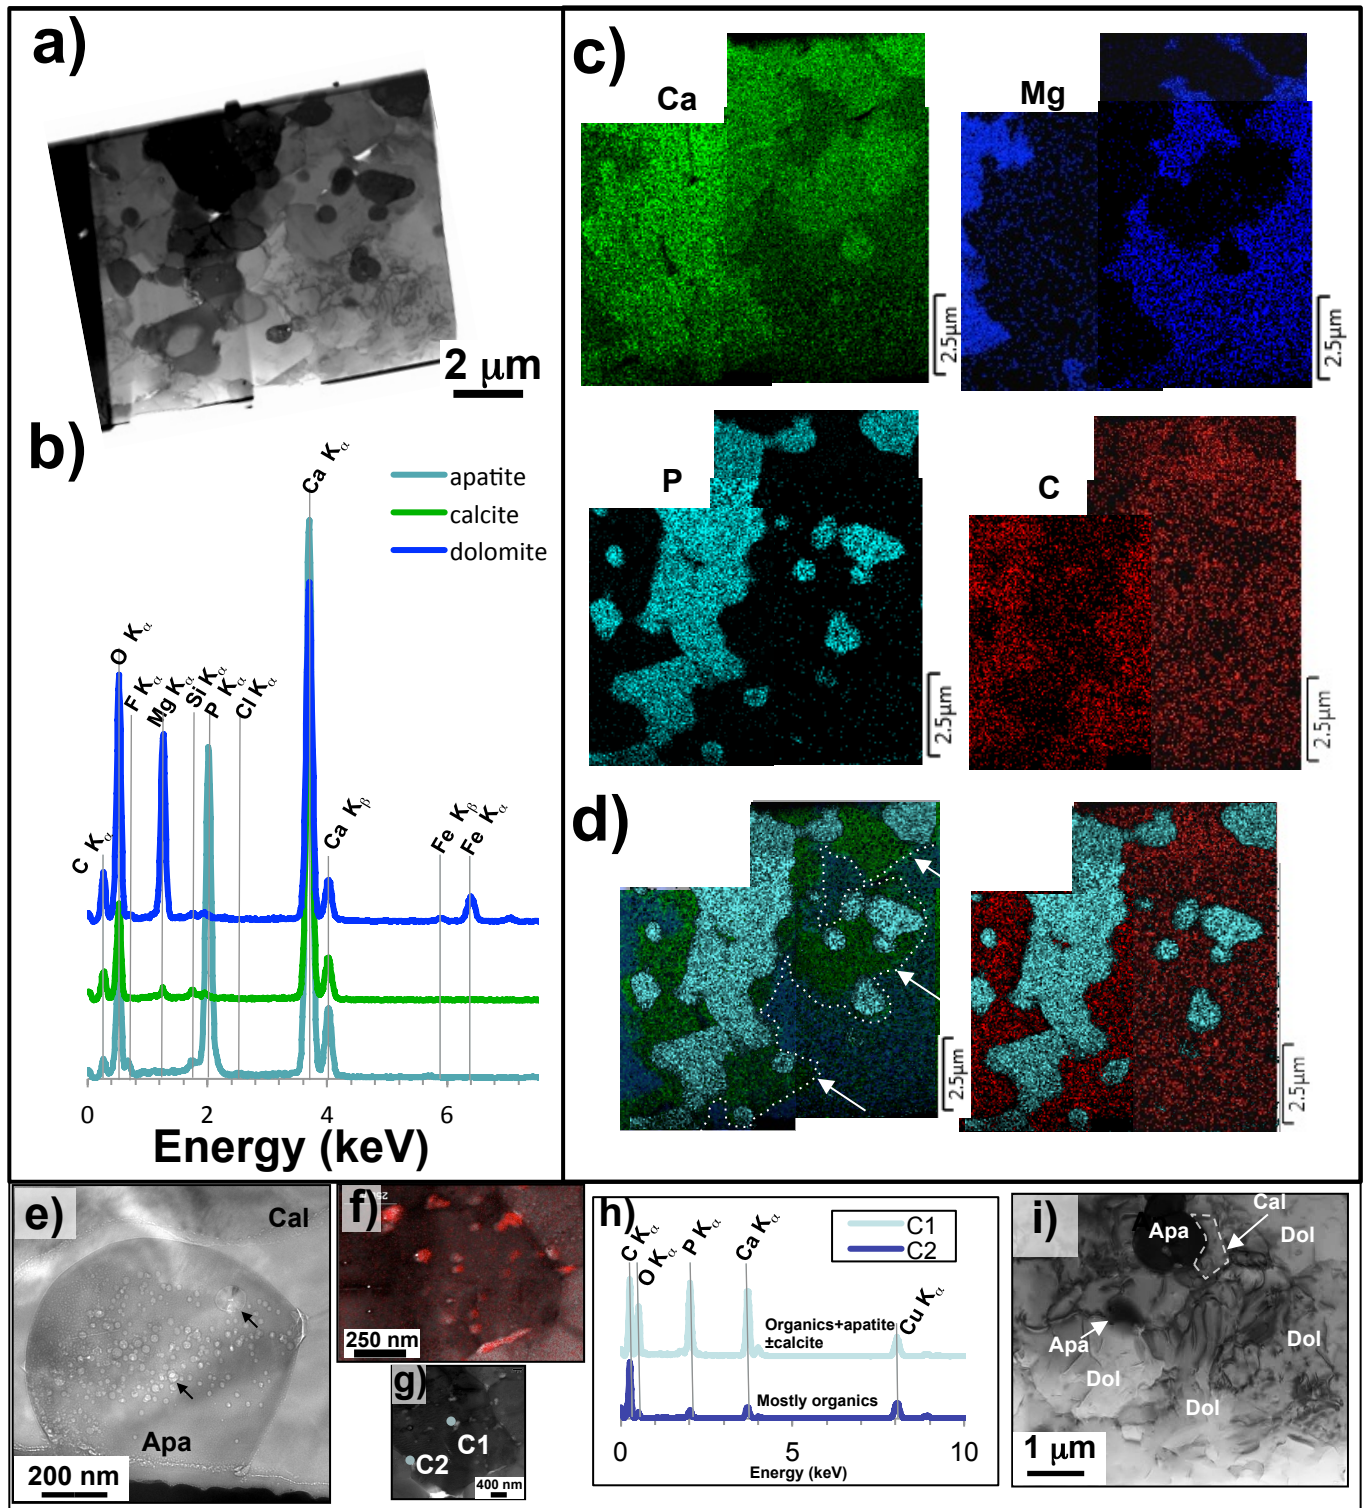 a)
2 μm
b)
apatite
calcite
dolomite
C Kα
O Kα
F Kα
Mg Kα
Si Kα
P Kα
Cl Kα
Ca Kα
Ca Kβ
Fe Kβ
Fe Kα
0
2
4
6
Energy (keV)
c)
Ca
2.5μm
Mg
2.5μm
P
2.5μm
C
2.5μm
d)
2.5μm
2.5μm
e)
Cal
Apa
200 nm
f)
250 nm
g)
C1
C2
400 nm
h)
C Kα
O Kα
P Kα
Ca Kα
Cu Kα
C1
C2
Organics+apatite
±calcite
Mostly organics
0
5
10
Energy (keV)
i)
Apa
Cal
Dol
Apa
Dol
Dol
Dol
1 μm